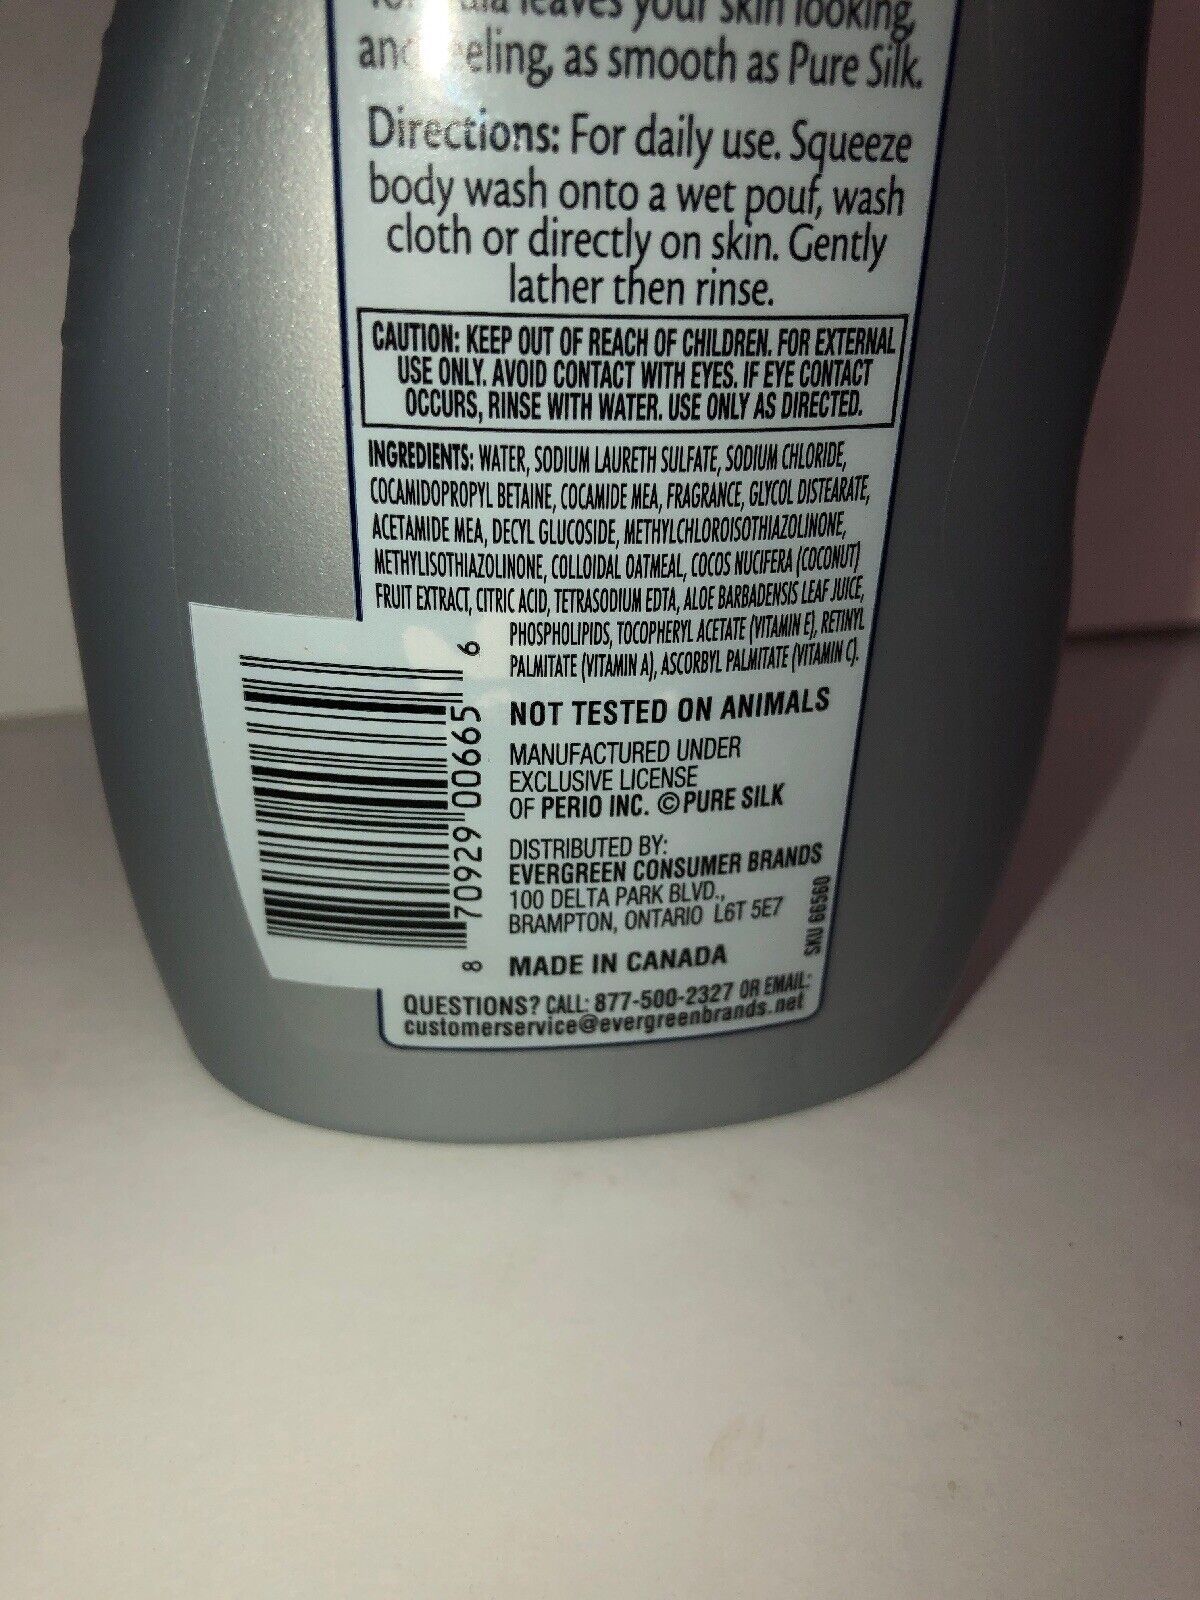 leaves your skin looking,
as smooth as Pure Silk.
Directions: For daily use. Squeeze
body wash onto a wet pouf, wash
cloth or directly on skin. Gently
lather then rinse.
CAUTION: KEEP OUT OF REACH OF CHILDREN. FOR EXTERNAL
USE ONLY. AVOID CONTACT WITH EYES. IF EYE CONTACT
OCCURS, RINSE WITH WATER. USE ONLY AS DIRECTED.
INGREDIENTS: WATER, SODIUM LAURETH SULFATE, SODIUM CHLORIDE,
COCAMIDOPROPYL BETAINE, COCAMIDE MEA, FRAGRANCE, GLYCOL DISTEARATE,
ACETAMIDE MEA, DECYL GLUCOSIDE, METHYLCHLOROISOTHIAZOLINONE,
METHYLISOTHIAZOLINONE, COLLOIDAL OATMEAL, COCOS NUCIFERA (COCONUT)
FRUIT EXTRACT, CITRIC ACID, TETRASODIUM EDTA, ALOE BARBADENSIS LEAF JUICE,
PHOSPHOLIPIDS, TOCOPHERYL ACETATE (VITAMIN E), RETINYL
PALMITATE (VITAMIN A), ASCORBYL PALMITATE (VITAMIN C).
8 70929 00665 6
NOT TESTED ON ANIMALS
MANUFACTURED UNDER
EXCLUSIVE LICENSE
OF PERIO INC. © PURE SILK
DISTRIBUTED BY:
EVERGREEN CONSUMER BRANDS
100 DELTA PARK BLVD.,
BRAMPTON, ONTARIO L6T 5E7
SKU 66560
MADE IN CANADA
QUESTIONS? CALL: 877-500-2327 OR EMAIL:
customerservice@evergreenbrands.net